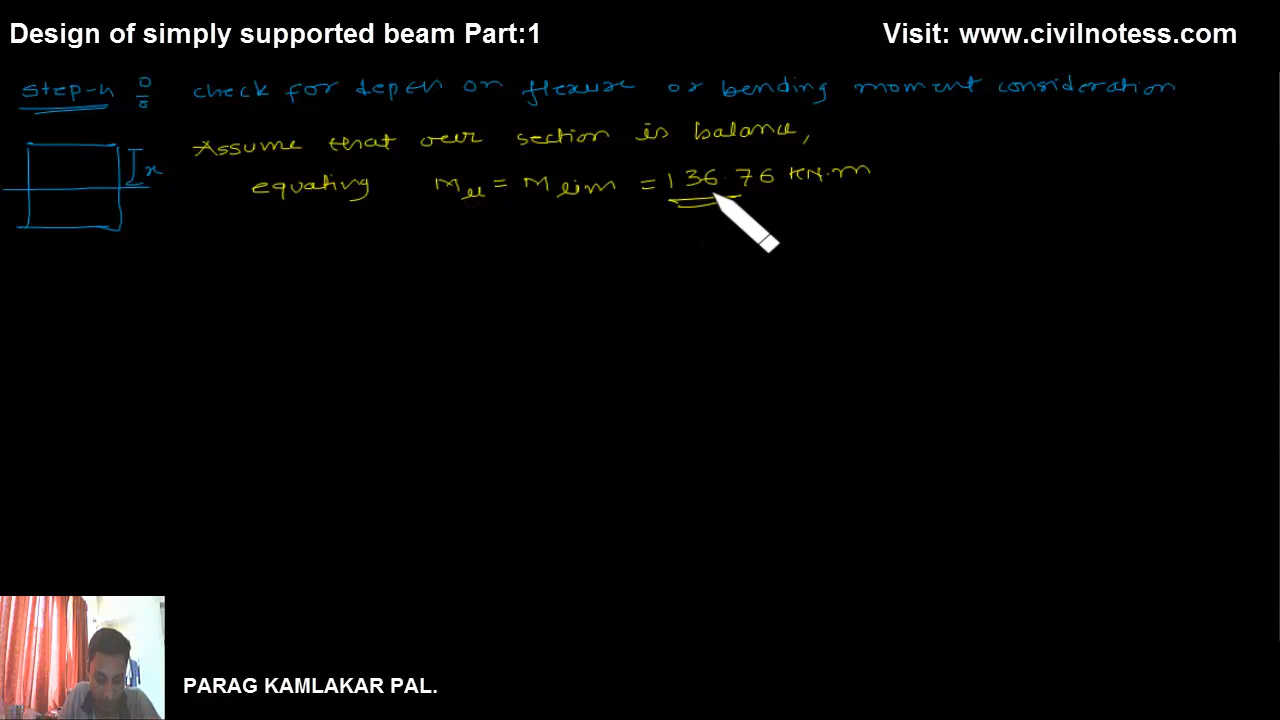 Design of simply supported beam Part:1
Visit: www.civilnotess.com
Step-4 : check for depth on flexure or bending moment consideration
x
Assume that our section is balance,
equating Mu = Mlim = 136.76 kN.m
PARAG KAMLAKAR PAL.